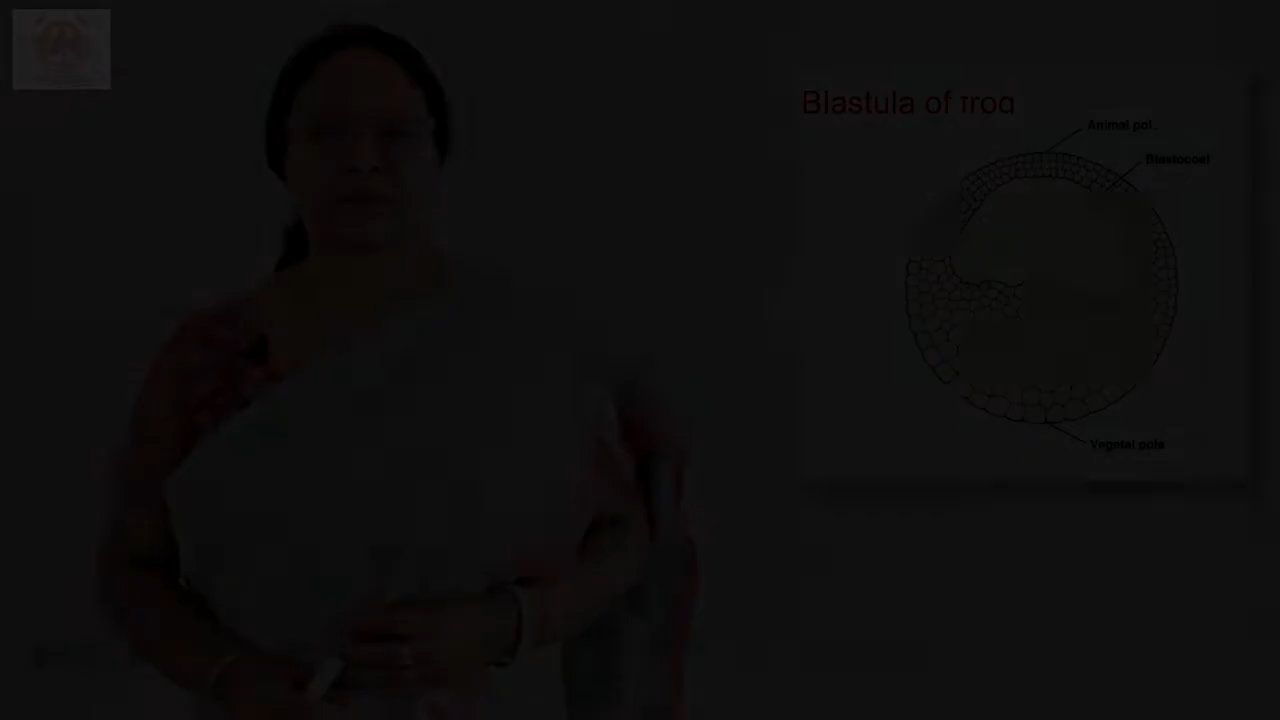 Blastula of frog
Animal pole
Blastocoel
Vegetal pole